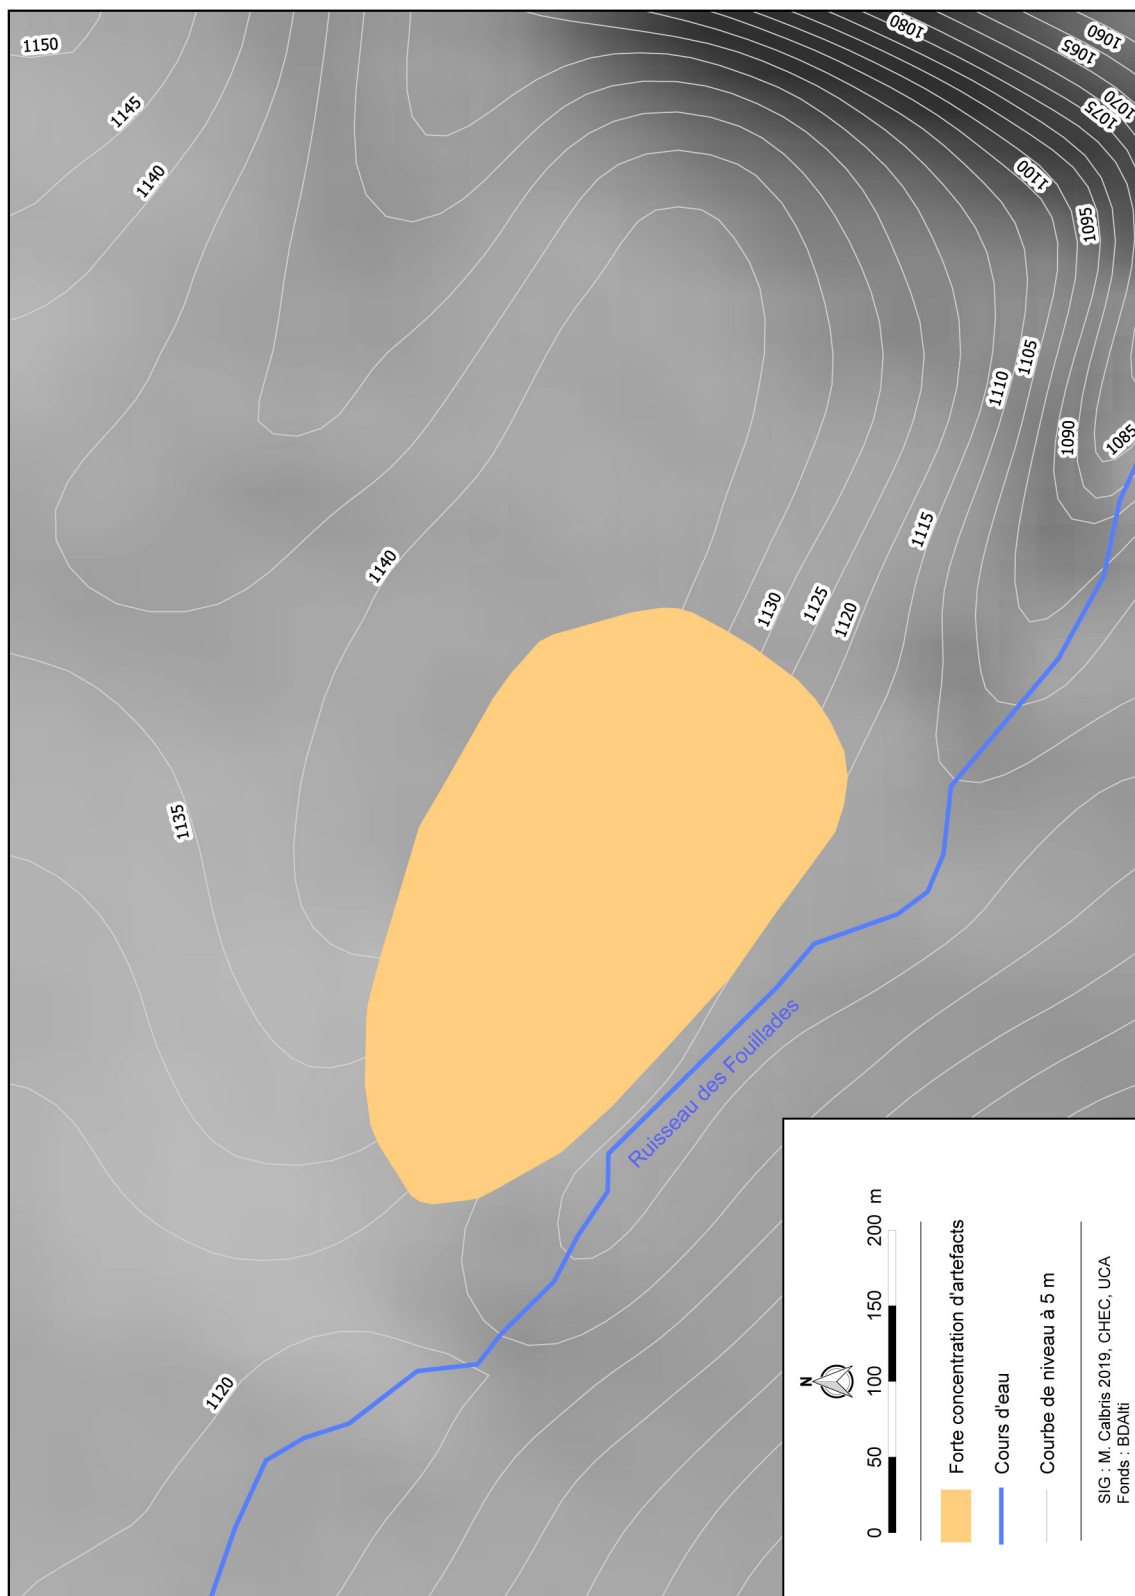 1150
1145
1140
1080
1060
1065
1070
1075
1100
1095
1105
1110
1090
1085
1115
1140
1130
1125
1120
1135
1120
Ruisseau des Fouillades
N
0 50 100 150 200 m
Forte concentration d'artefacts
Cours d'eau
Courbe de niveau à 5 m
SIG : M. Calbris 2019, CHEC, UCA
Fonds : BDAlti